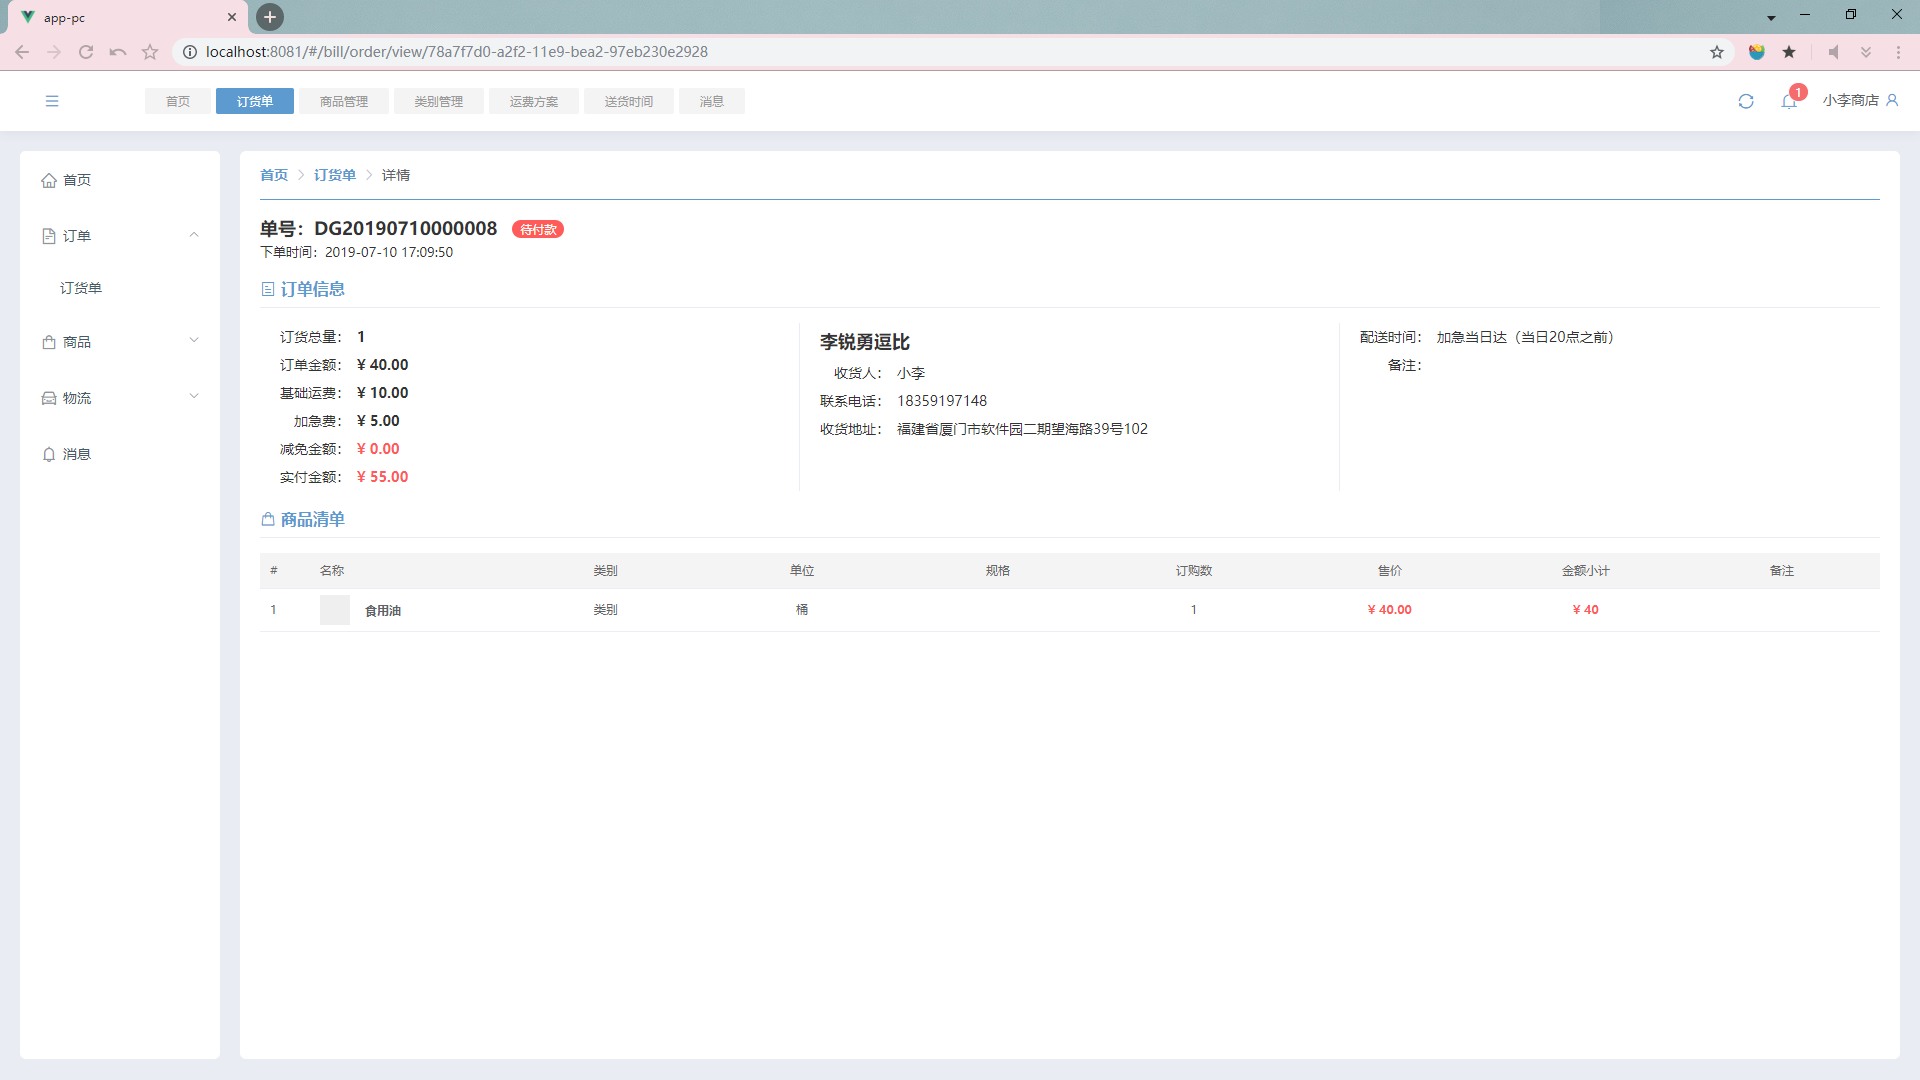 app-pc
localhost:8081/#/bill/order/view/78a7f7d0-a2f2-11e9-bea2-97eb230e2928
首页 订货单 商品管理 类别管理 运费方案 送货时间 消息 1 小李商店
首页
订单
订货单
商品
物流
消息
首页 订货单 详情
单号：DG20190710000008 待付款
下单时间：2019-07-10 17:09:50
订单信息
订货总量： 1
订单金额： ¥ 40.00
基础运费： ¥ 10.00
加急费： ¥ 5.00
减免金额： ¥ 0.00
实付金额： ¥ 55.00
李锐勇逗比
收货人： 小李
联系电话： 18359197148
收货地址： 福建省厦门市软件园二期望海路39号102
配送时间： 加急当日达（当日20点之前）
备注：
商品清单
# 名称 类别 单位 规格 订购数 售价 金额小计 备注
1 食用油 类别 桶 1 ¥ 40.00 ¥ 40